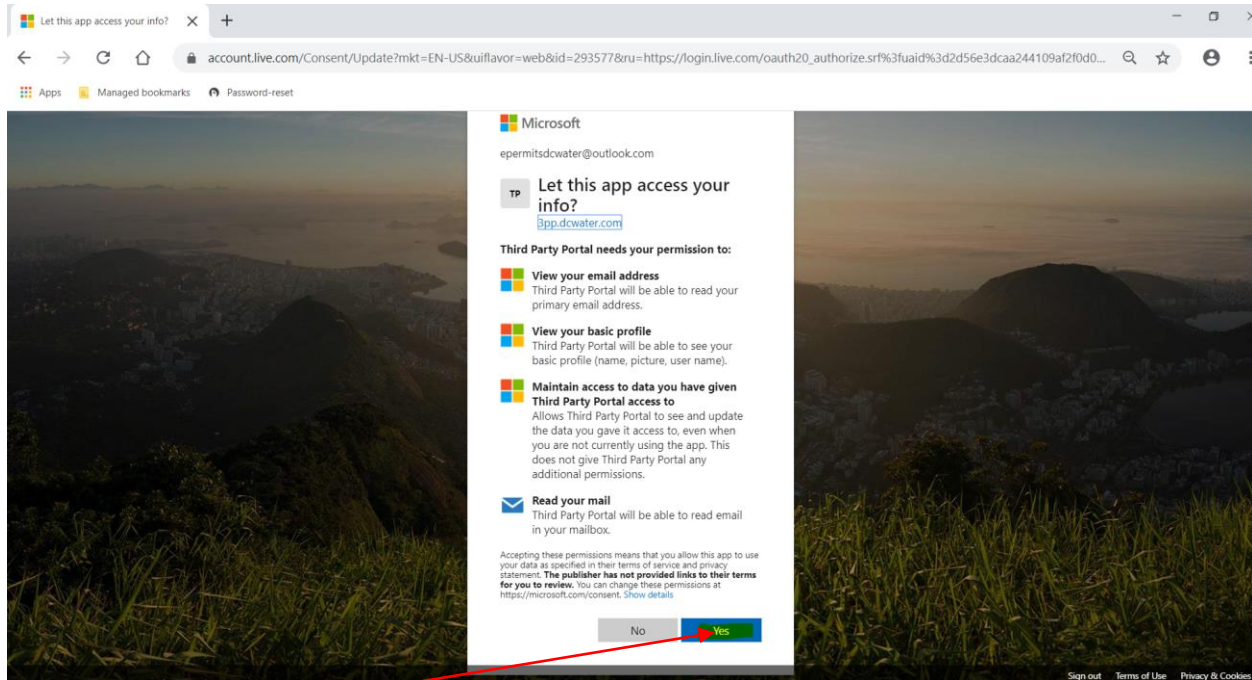 Let this app access your info?
account.live.com/Consent/Update?mkt=EN-US&uiflavor=web&id=293577&ru=https://login.live.com/oauth20_authorize.srf%3fuaid%3d2d56e3dcaa244109af2f0d0...
Apps Managed bookmarks Password-reset
Microsoft
epermitsdcwater@outlook.com
TP
Let this app access your
info?
3pp.dcwater.com
Third Party Portal needs your permission to:
View your email address
Third Party Portal will be able to read your
primary email address.
View your basic profile
Third Party Portal will be able to see your
basic profile (name, picture, user name).
Maintain access to data you have given
Third Party Portal access to
Allows Third Party Portal to see and update
the data you gave it access to, even when
you are not currently using the app. This
does not give Third Party Portal any
additional permissions.
Read your mail
Third Party Portal will be able to read email
in your mailbox.
Accepting these permissions means that you allow this app to use
your data as specified in their terms of service and privacy
statement. The publisher has not provided links to their terms
for you to review. You can change these permissions at
https://microsoft.com/consent. Show details
No Yes
Sign out Terms of Use Privacy & Cookies